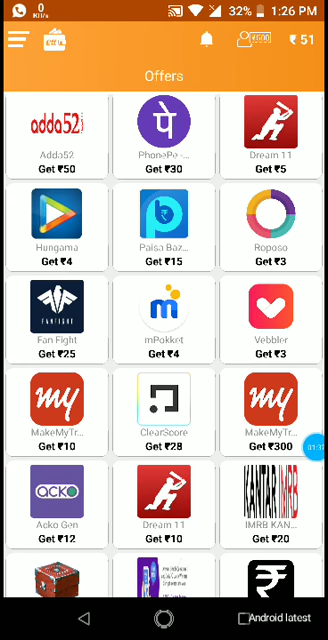 0
KB/s
32%
1:26 PM
₹ 51
Offers
adda52
Adda52
Get ₹50
पे
PhonePe -...
Get ₹30
Dream 11
Get ₹5
Hungama
Get ₹4
Paisa Baz...
Get ₹15
Roposo
Get ₹3
FANFIGHT
Fan Fight
Get ₹25
m
mPokket
Get ₹4
Vebbler
Get ₹3
my
MakeMyTr...
Get ₹10
ClearScore
Get ₹28
my
MakeMyTr...
Get ₹300
acko
Acko Gen
Get ₹12
Dream 11
Get ₹10
KANTAR IMRB
IMRB KAN...
Get ₹20
₹
Android latest